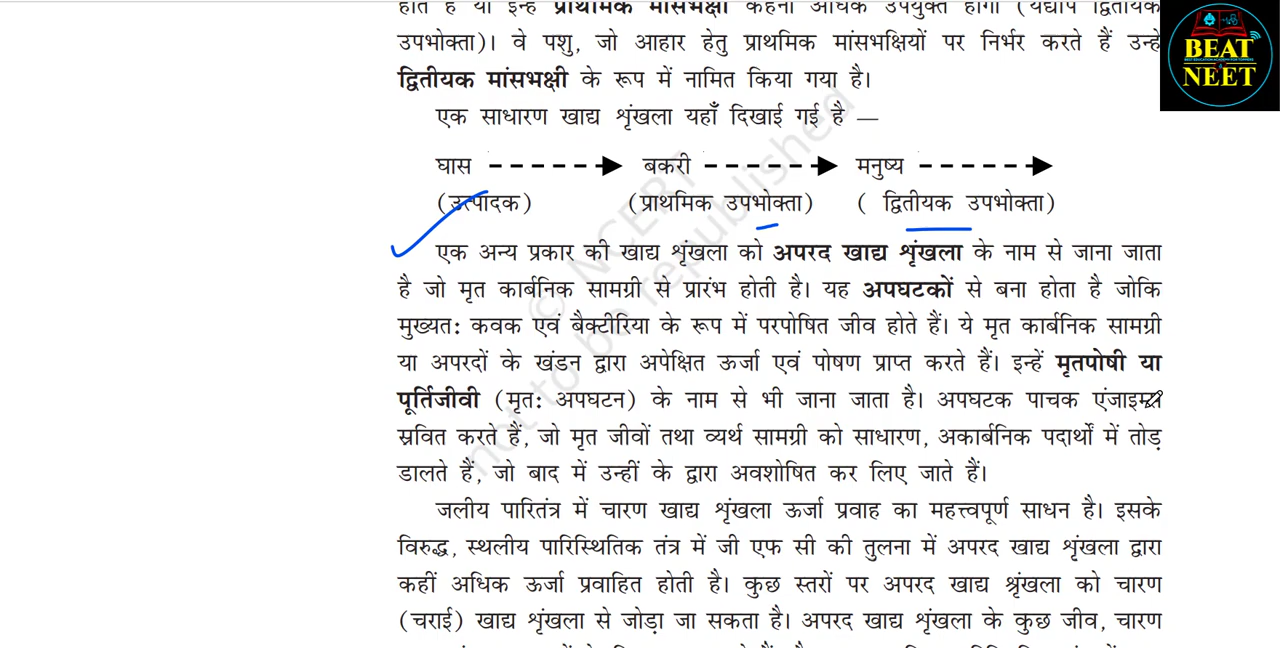 होते हैं या इन्हें प्राथमिक मांसभक्षी कहना अधिक उपयुक्त होगा (यद्यपि द्वितीयक
उपभोक्ता)। वे पशु, जो आहार हेतु प्राथमिक मांसभक्षियों पर निर्भर करते हैं उन्हें
द्वितीयक मांसभक्षी के रूप में नामित किया गया है।
एक साधारण खाद्य शृंखला यहाँ दिखाई गई है —
घास बकरी मनुष्य
(उत्पादक) (प्राथमिक उपभोक्ता) ( द्वितीयक उपभोक्ता)
एक अन्य प्रकार की खाद्य शृंखला को अपरद खाद्य शृंखला के नाम से जाना जाता
है जो मृत कार्बनिक सामग्री से प्रारंभ होती है। यह अपघटकों से बना होता है जोकि
मुख्यतः कवक एवं बैक्टीरिया के रूप में परपोषित जीव होते हैं। ये मृत कार्बनिक सामग्री
या अपरदों के खंडन द्वारा अपेक्षित ऊर्जा एवं पोषण प्राप्त करते हैं। इन्हें मृतपोषी या
पूर्तिजीवी (मृतः अपघटन) के नाम से भी जाना जाता है। अपघटक पाचक एंजाइम्स
स्रवित करते हैं, जो मृत जीवों तथा व्यर्थ सामग्री को साधारण, अकार्बनिक पदार्थों में तोड़
डालते हैं, जो बाद में उन्हीं के द्वारा अवशोषित कर लिए जाते हैं।
जलीय पारितंत्र में चारण खाद्य शृंखला ऊर्जा प्रवाह का महत्त्वपूर्ण साधन है। इसके
विरुद्ध, स्थलीय पारिस्थितिक तंत्र में जी एफ सी की तुलना में अपरद खाद्य शृंखला द्वारा
कहीं अधिक ऊर्जा प्रवाहित होती है। कुछ स्तरों पर अपरद खाद्य श्रृंखला को चारण
(चराई) खाद्य शृंखला से जोड़ा जा सकता है। अपरद खाद्य शृंखला के कुछ जीव, चारण
© NCERT
not to be republished
BEAT
NEET